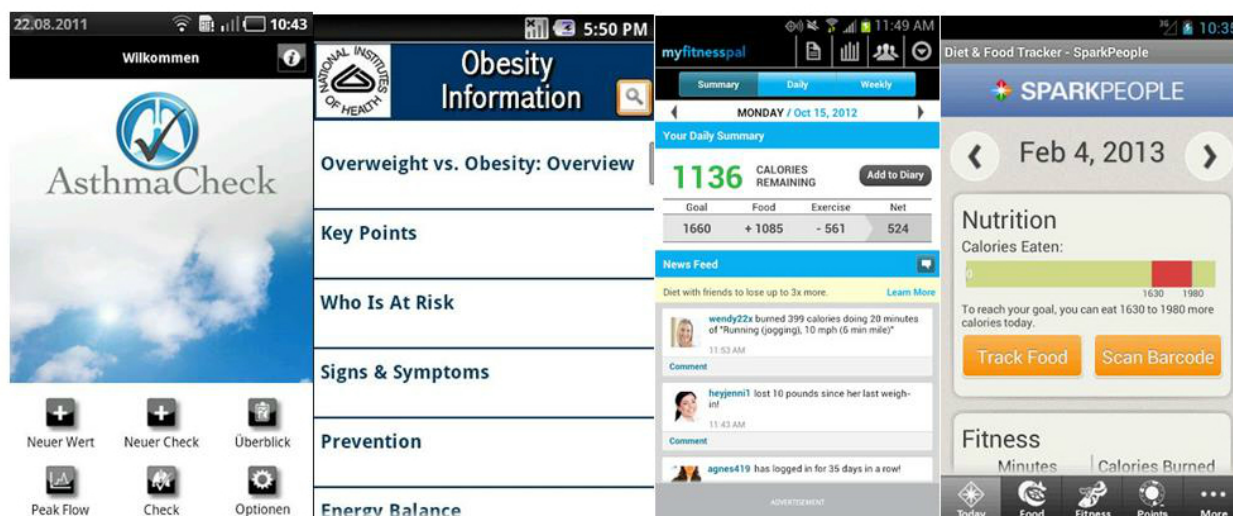 22.08.2011 10:43
Willkommen
AsthmaCheck
Neuer Wert Neuer Check Überblick
Peak Flow Check Optionen
5:50 PM
NATIONAL INSTITUTES OF HEALTH
Obesity
Information
Overweight vs. Obesity: Overview
Key Points
Who Is At Risk
Signs & Symptoms
Prevention
Energy Balance
11:49 AM
myfitnesspal
Summary Daily Weekly
MONDAY / Oct 15, 2012
Your Daily Summary
1136 CALORIES
REMAINING
Add to Diary
Goal Food Exercise Net
1660 + 1085 - 561 524
News Feed
Diet with friends to lose up to 3x more. Learn More
wendy22x burned 399 calories doing 20 minutes
of "Running (jogging), 10 mph (6 min mile)"
11:53 AM
Comment
heyjenni1 lost 10 pounds since her last weigh-
in!
11:43 AM
Comment
agnes419 has logged in for 35 days in a row!
ADVERTISEMENT
3G 10:35
Diet & Food Tracker - SparkPeople
SPARKPEOPLE
Feb 4, 2013
Nutrition
Calories Eaten:
0
1630 1980
To reach your goal, you can eat 1630 to 1980 more
calories today.
Track Food Scan Barcode
Fitness
Minutes Calories Burned
Today Food Fitness Points More